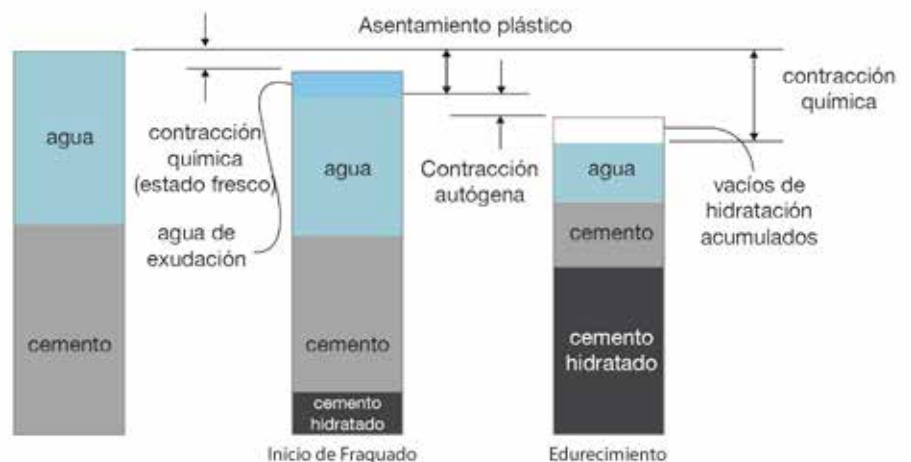 Asentamiento plástico
agua
contracción
química
(estado fresco)
agua de
exudación
cemento
agua
cemento
cemento
hidratado
Inicio de Fraguado
Contracción
autógena
agua
cemento
cemento
hidratado
Edurecimiento
contracción
química
vacíos de
hidratación
acumulados